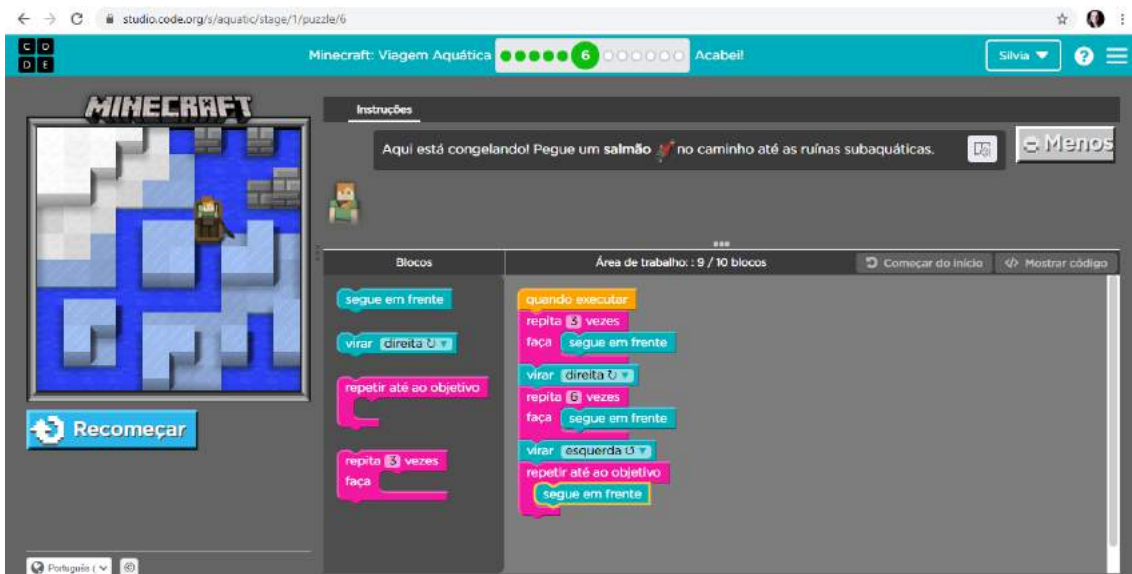 studio.code.org/s/aquatic/stage/1/puzzle/6
C O
D E
Minecraft: Viagem Aquática
6
Acabei!
Silvia
?
MINECRAFT
Instruções
Aqui está congelando! Pegue um salmão no caminho até as ruínas subaquáticas.
Menos
Blocos
Área de trabalho: : 9 / 10 blocos
Começar do início
</> Mostrar código
segue em frente
virar direita
repetir até ao objetivo
repita 3 vezes
faça
quando executar
repita 3 vezes
faça segue em frente
virar direita
repita 6 vezes
faça segue em frente
virar esquerda
repetir até ao objetivo
segue em frente
Recomeçar
Português (